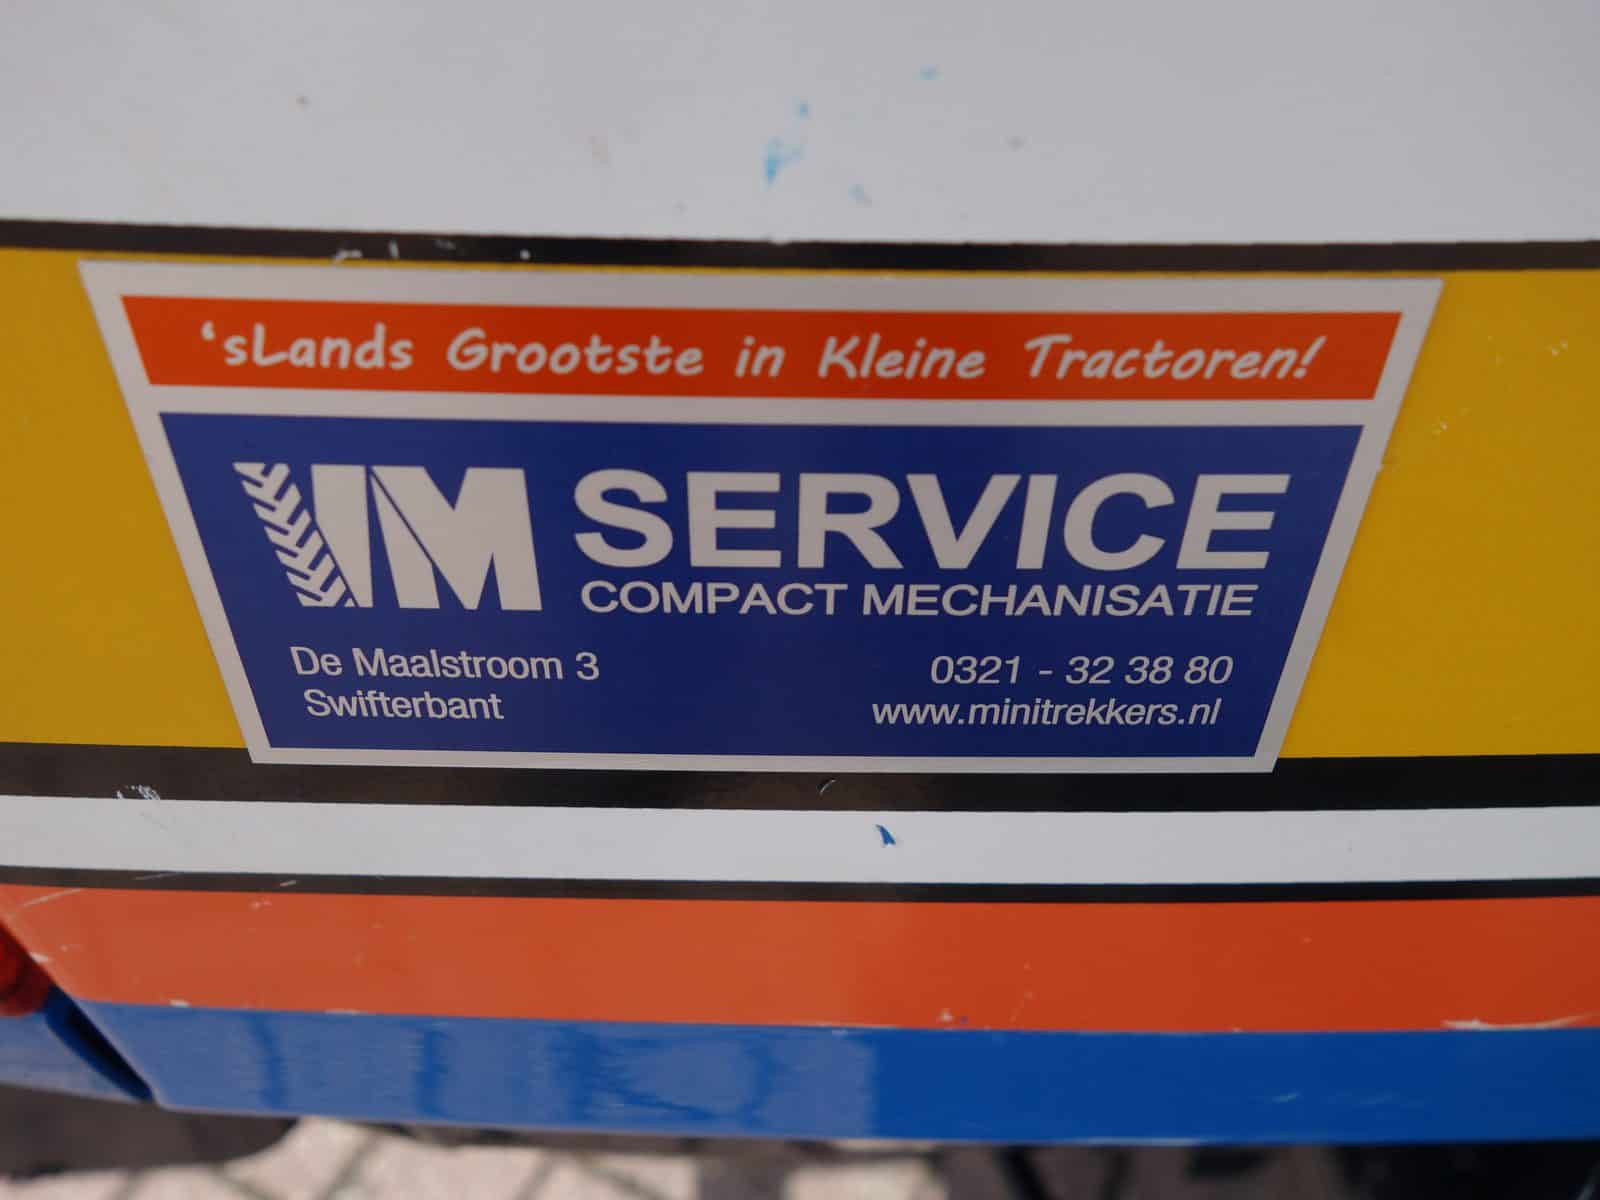 ‘sLands Grootste in Kleine Tractoren!
IM SERVICE
COMPACT MECHANISATIE
De Maalstroom 3
Swifterbant
0321 - 32 38 80
www.minitrekkers.nl